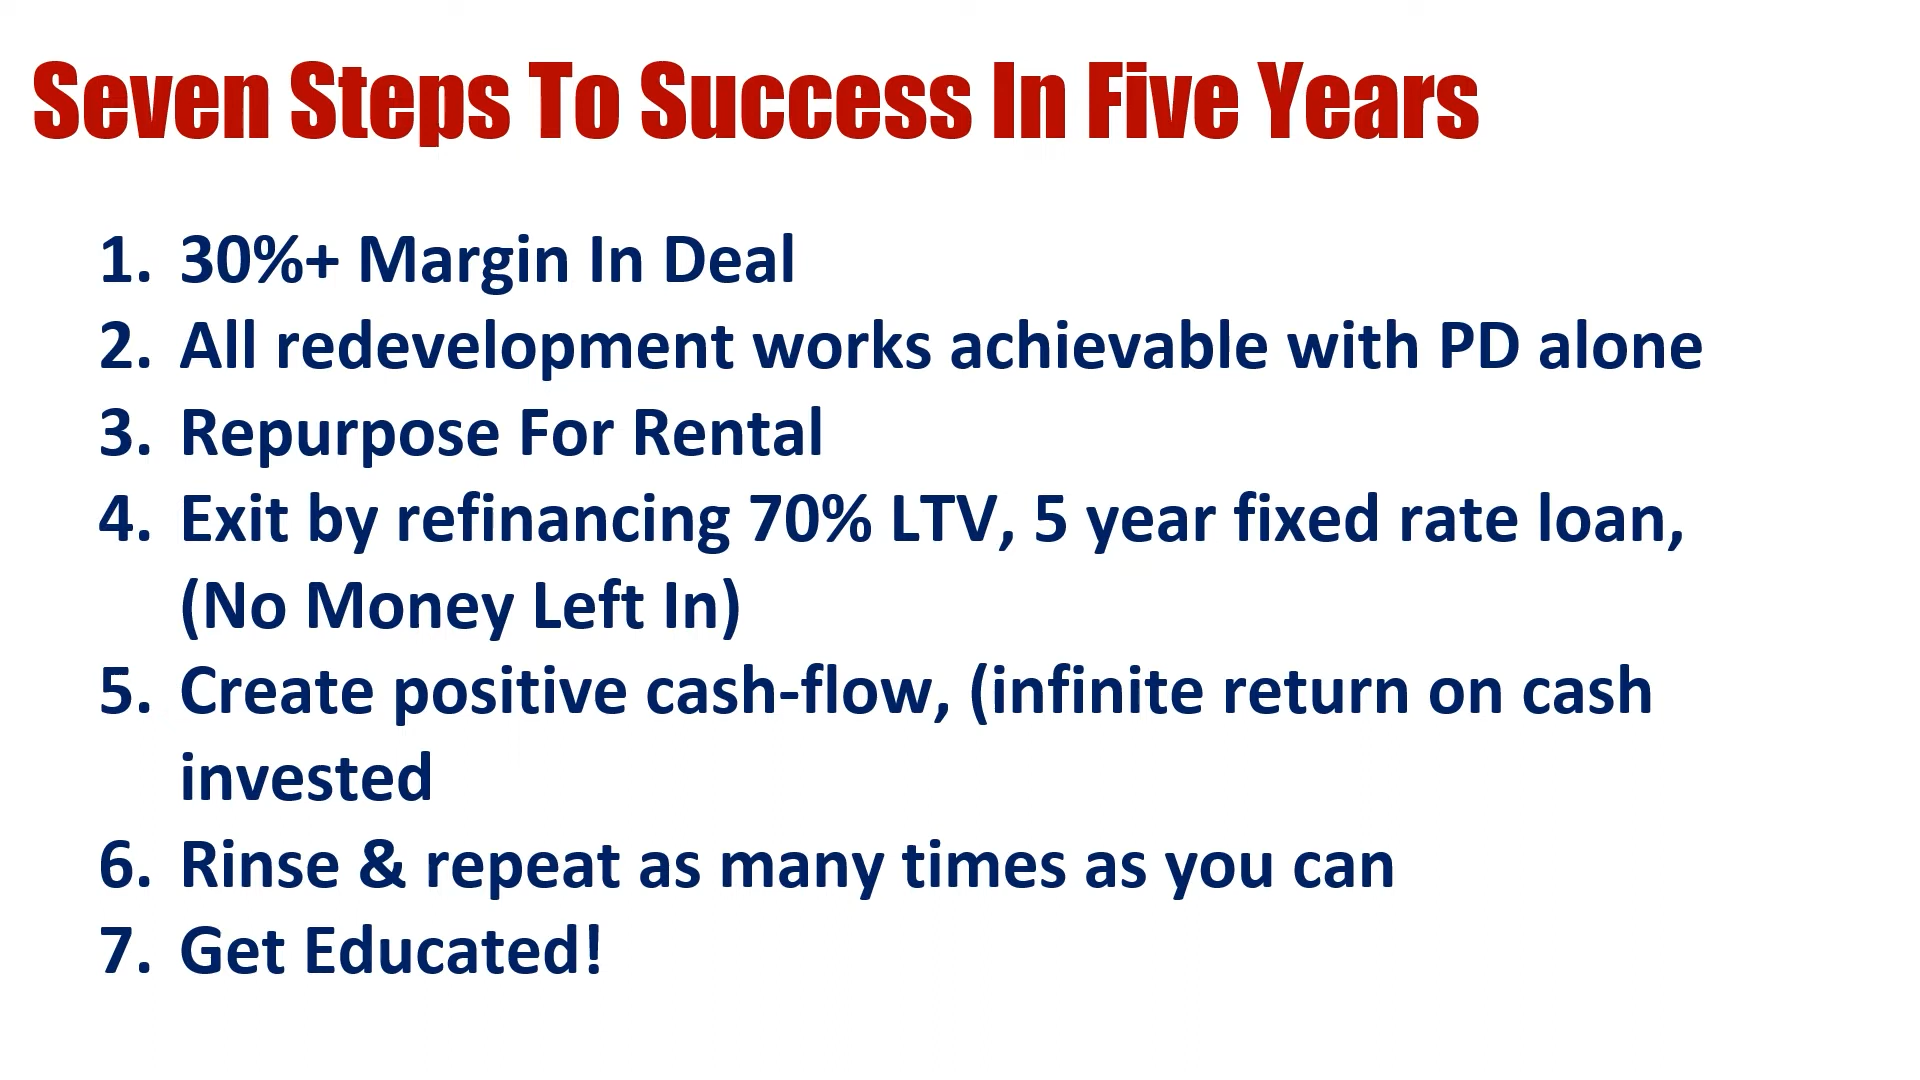 Seven Steps To Success In Five Years
1. 30%+ Margin In Deal
2. All redevelopment works achievable with PD alone
3. Repurpose For Rental
4. Exit by refinancing 70% LTV, 5 year fixed rate loan,
(No Money Left In)
5. Create positive cash-flow, (infinite return on cash
invested
6. Rinse & repeat as many times as you can
7. Get Educated!